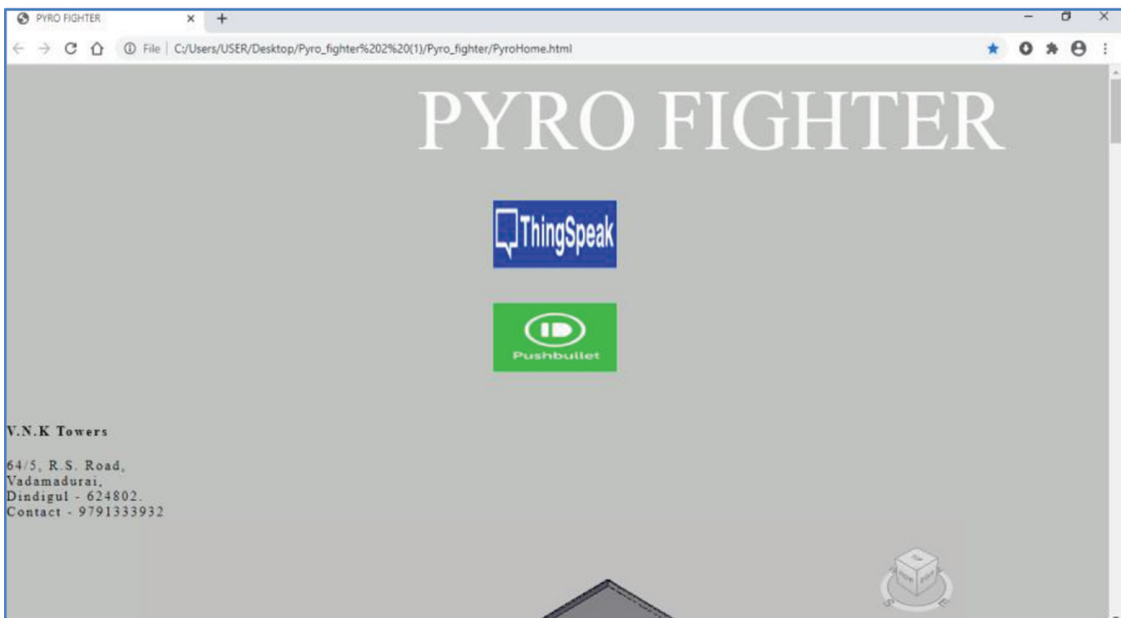 PYRO FIGHTER
File | C:/Users/USER/Desktop/Pyro_fighter%202%20(1)/Pyro_fighter/PyroHome.html
PYRO FIGHTER
ThingSpeak
Pushbullet
V.N.K Towers
64/5, R.S. Road,
Vadamadurai,
Dindigul - 624802.
Contact - 9791333932